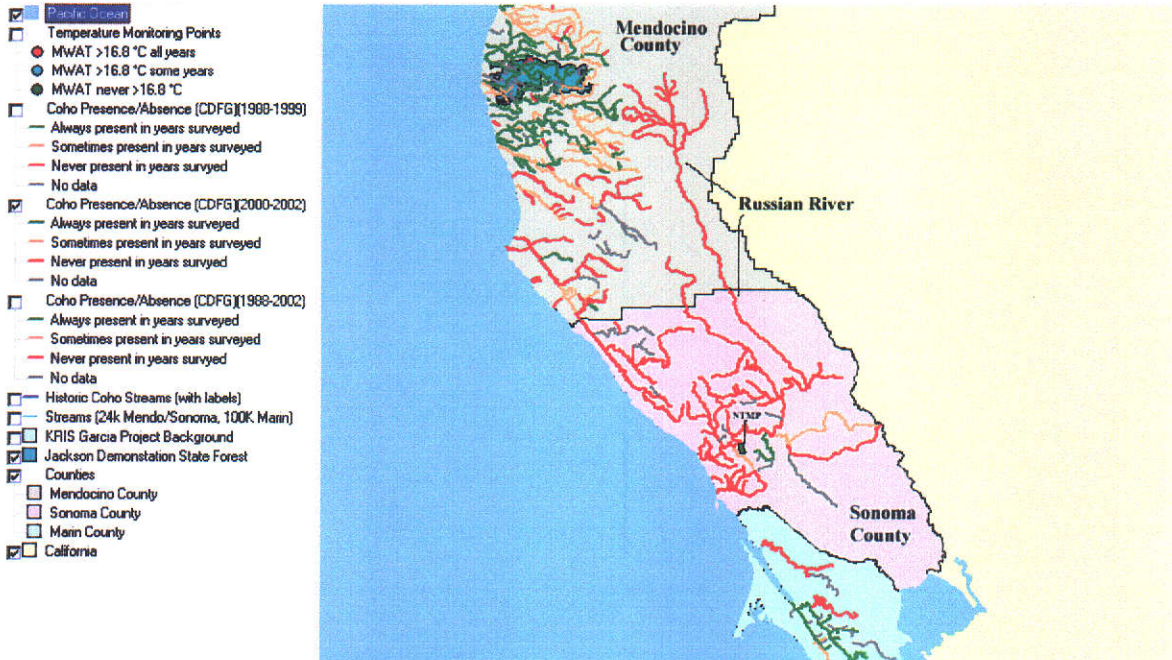 Pacific Ocean
Temperature Monitoring Points
MWAT >16.8 °C all years
MWAT >16.8 °C some years
MWAT never >16.8 °C
Coho Presence/Absence (CDFG)(1988-1999)
Always present in years surveyed
Sometimes present in years surveyed
Never present in years survyed
No data
Coho Presence/Absence (CDFG)(2000-2002)
Always present in years surveyed
Sometimes present in years surveyed
Never present in years survyed
No data
Coho Presence/Absence (CDFG)(1988-2002)
Always present in years surveyed
Sometimes present in years surveyed
Never present in years survyed
No data
Historic Coho Streams (with labels)
Streams (24k Mendo/Sonoma, 100K Marin)
KRIS Garcia Project Background
Jackson Demonstation State Forest
Counties
Mendocino County
Sonoma County
Marin County
California
Mendocino
County
Russian River
NTMP
Sonoma
County